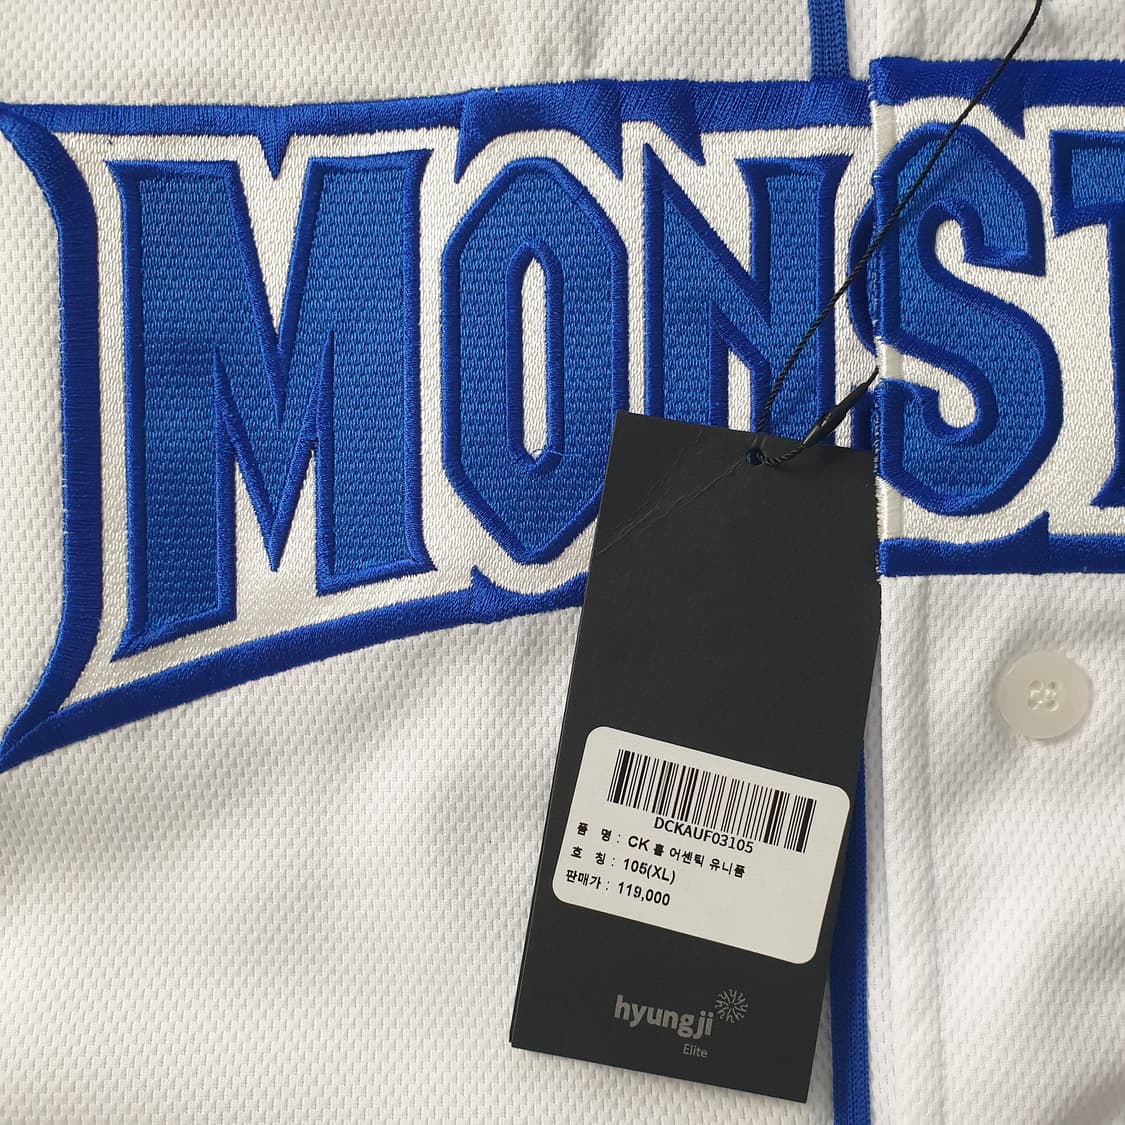 MONST
DCKAUF03105
품 명 : CK 홈 어센틱 유니폼
호 칭 : 105(XL)
판매가 : 119,000
hyungji
Elite